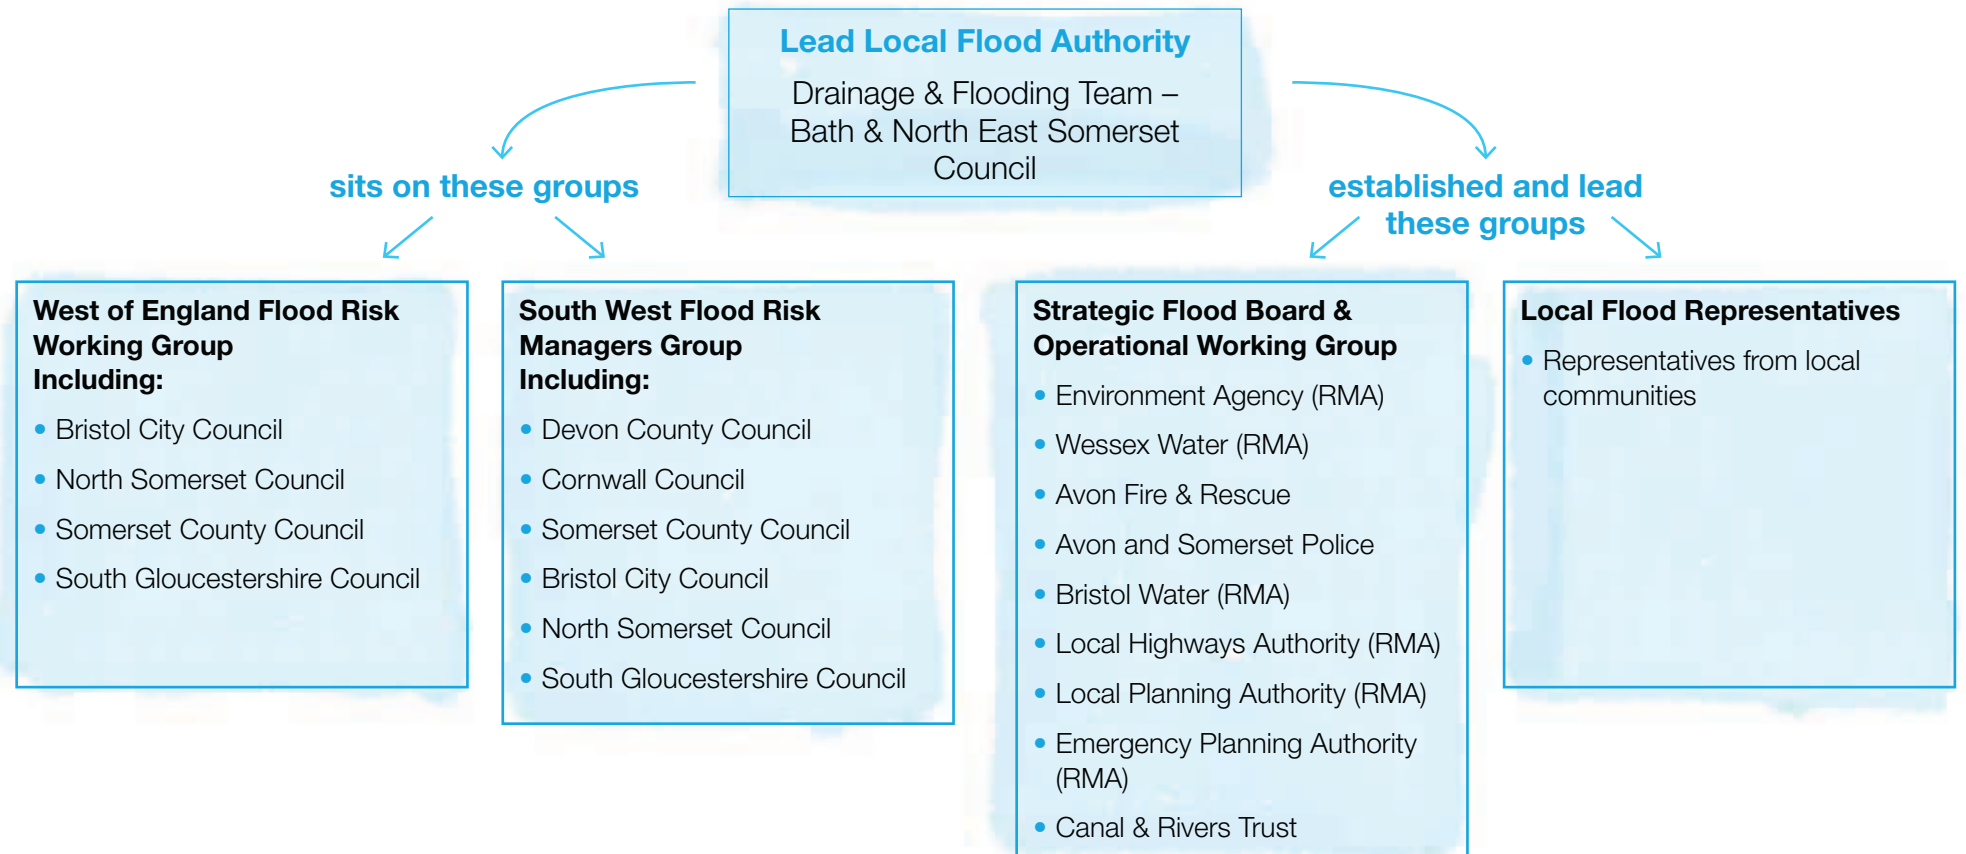 Lead Local Flood Authority
Drainage & Flooding Team –
Bath & North East Somerset
Council
sits on these groups
established and lead
these groups
West of England Flood Risk
Working Group
Including:
• Bristol City Council
• North Somerset Council
• Somerset County Council
• South Gloucestershire Council
South West Flood Risk
Managers Group
Including:
• Devon County Council
• Cornwall Council
• Somerset County Council
• Bristol City Council
• North Somerset Council
• South Gloucestershire Council
Strategic Flood Board &
Operational Working Group
• Environment Agency (RMA)
• Wessex Water (RMA)
• Avon Fire & Rescue
• Avon and Somerset Police
• Bristol Water (RMA)
• Local Highways Authority (RMA)
• Local Planning Authority (RMA)
• Emergency Planning Authority
(RMA)
• Canal & Rivers Trust
Local Flood Representatives
• Representatives from local
communities